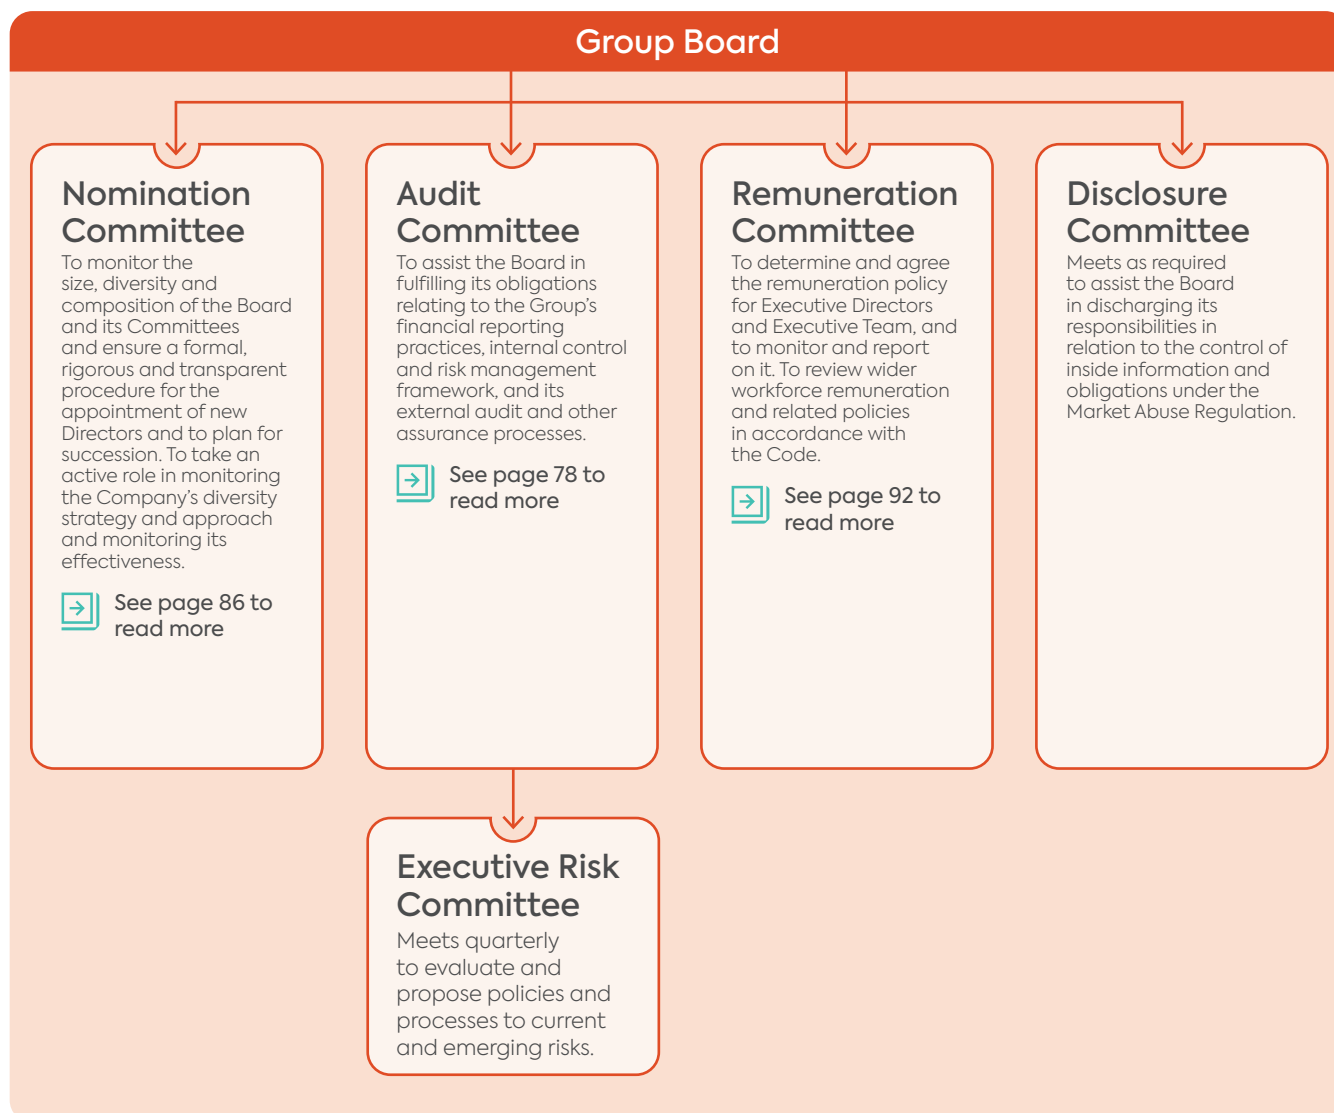 Group Board
Nomination
Committee
To monitor the
size, diversity and
composition of the Board
and its Committees
and ensure a formal,
rigorous and transparent
procedure for the
appointment of new
Directors and to plan for
succession. To take an
active role in monitoring
the Company's diversity
strategy and approach
and monitoring its
effectiveness.
See page 86 to
read more
Audit
Committee
To assist the Board in
fulfilling its obligations
relating to the Group's
financial reporting
practices, internal control
and risk management
framework, and its
external audit and other
assurance processes.
See page 78 to
read more
Remuneration
Committee
To determine and agree
the remuneration policy
for Executive Directors
and Executive Team, and
to monitor and report
on it. To review wider
workforce remuneration
and related policies
in accordance with
the Code.
See page 92 to
read more
Disclosure
Committee
Meets as required
to assist the Board
in discharging its
responsibilities in
relation to the control of
inside information and
obligations under the
Market Abuse Regulation.
Executive Risk
Committee
Meets quarterly
to evaluate and
propose policies and
processes to current
and emerging risks.